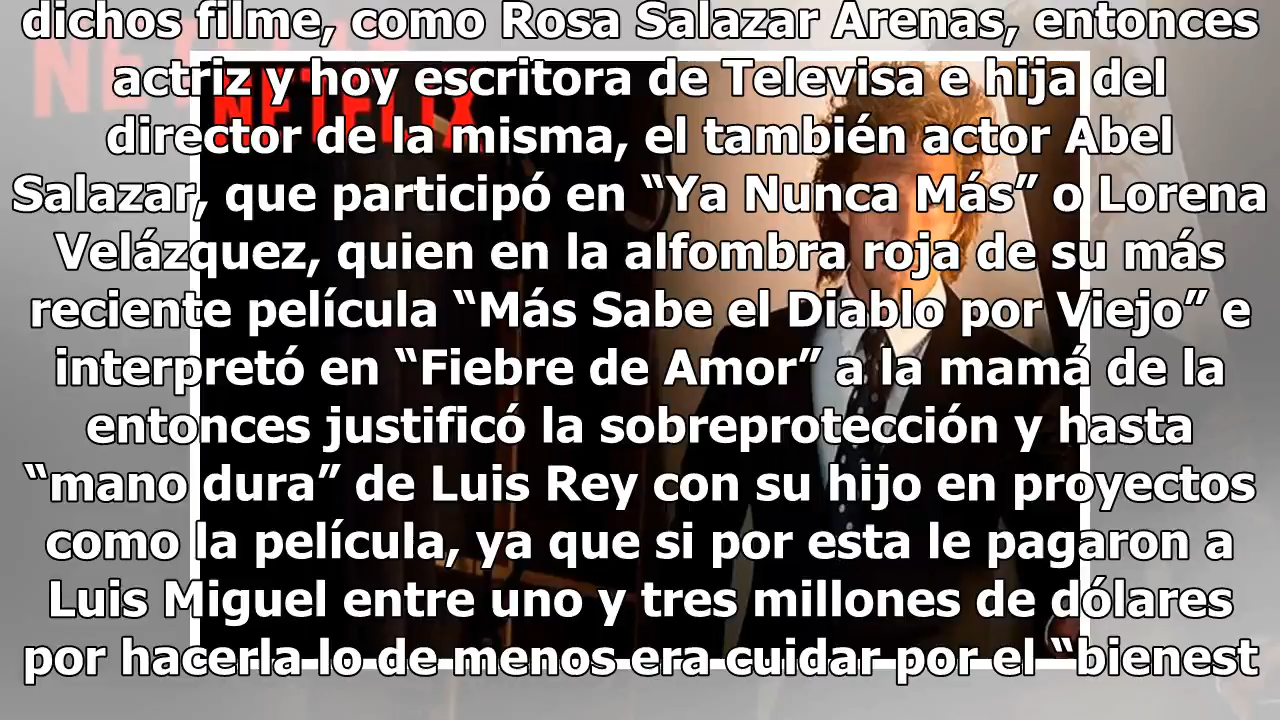 dichos filme, como Rosa Salazar Arenas, entonces
actriz y hoy escritora de Televisa e hija del
director de la misma, el también actor Abel
Salazar, que participó en “Ya Nunca Más” o Lorena
Velázquez, quien en la alfombra roja de su más
reciente película “Más Sabe el Diablo por Viejo” e
interpretó en “Fiebre de Amor” a la mamá de la
entonces justificó la sobreprotección y hasta
“mano dura” de Luis Rey con su hijo en proyectos
como la película, ya que si por esta le pagaron a
Luis Miguel entre uno y tres millones de dólares
por hacerla lo de menos era cuidar por el “bienest
NETFLIX